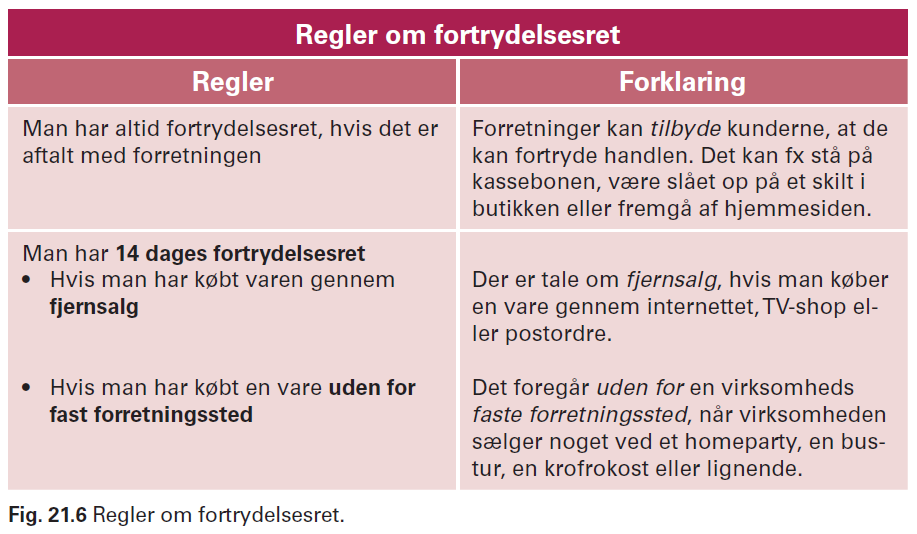 Regler om fortrydelsesret
Regler
Forklaring
Man har altid fortrydelsesret, hvis det er
aftalt med forretningen
Forretninger kan tilbyde kunderne, at de
kan fortryde handlen. Det kan fx stå på
kassebonen, være slået op på et skilt i
butikken eller fremgå af hjemmesiden.
Man har 14 dages fortrydelsesret
• Hvis man har købt varen gennem
fjernsalg
Der er tale om fjernsalg, hvis man køber
en vare gennem internettet, TV-shop el-
ler postordre.
• Hvis man har købt en vare uden for
fast forretningssted
Det foregår uden for en virksomheds
faste forretningssted, når virksomheden
sælger noget ved et homeparty, en bus-
tur, en krofrokost eller lignende.
Fig. 21.6 Regler om fortrydelsesret.